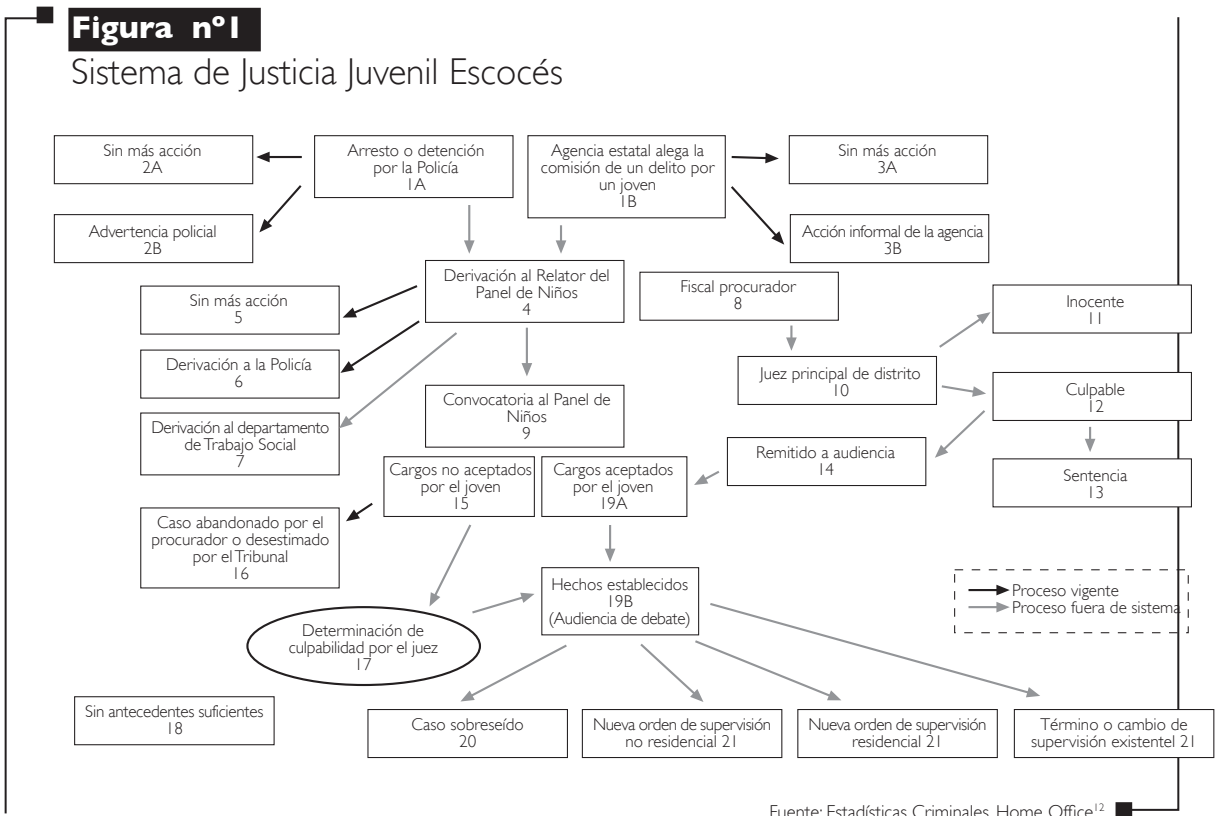 Figura nº1
Sistema de Justicia Juvenil Escocés
Sin más acción
2A
Arresto o detención
por la Policía
1A
Agencia estatal alega la
comisión de un delito por
un joven
1B
Sin más acción
3A
Advertencia policial
2B
Acción informal de la agencia
3B
Derivación al Relator del
Panel de Niños
4
Fiscal procurador
8
Sin más acción
5
Inocente
11
Derivación a la Policía
6
Juez principal de distrito
10
Culpable
12
Convocatoria al Panel de
Niños
9
Derivación al departamento
de Trabajo Social
7
Remitido a audiencia
14
Sentencia
13
Cargos no aceptados
por el joven
15
Cargos aceptados
por el joven
19A
Caso abandonado por el
procurador o desestimado
por el Tribunal
16
Hechos establecidos
19B
(Audiencia de debate)
Proceso vigente
Proceso fuera de sistema
Determinación de
culpabilidad por el juez
17
Sin antecedentes suficientes
18
Caso sobreseído
20
Nueva orden de supervisión
no residencial 21
Nueva orden de supervisión
residencial 21
Término o cambio de
supervisión existentel 21
Fuente: Estadísticas Criminales, Home Office12